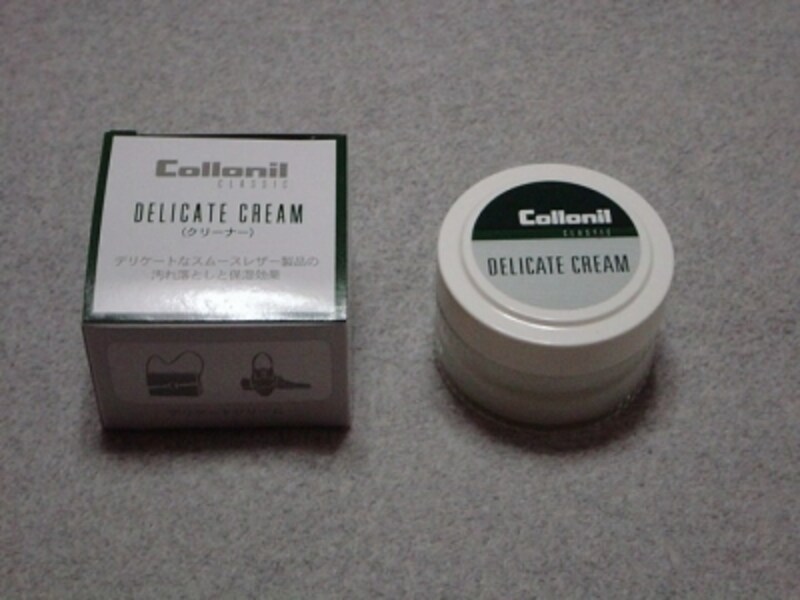 Collonil
CLASSIC
DELICATE CREAM
(クリーナー)
デリケートなスムースレザー製品の
汚れ落としと保湿効果
Collonil
CLASSIC
DELICATE CREAM